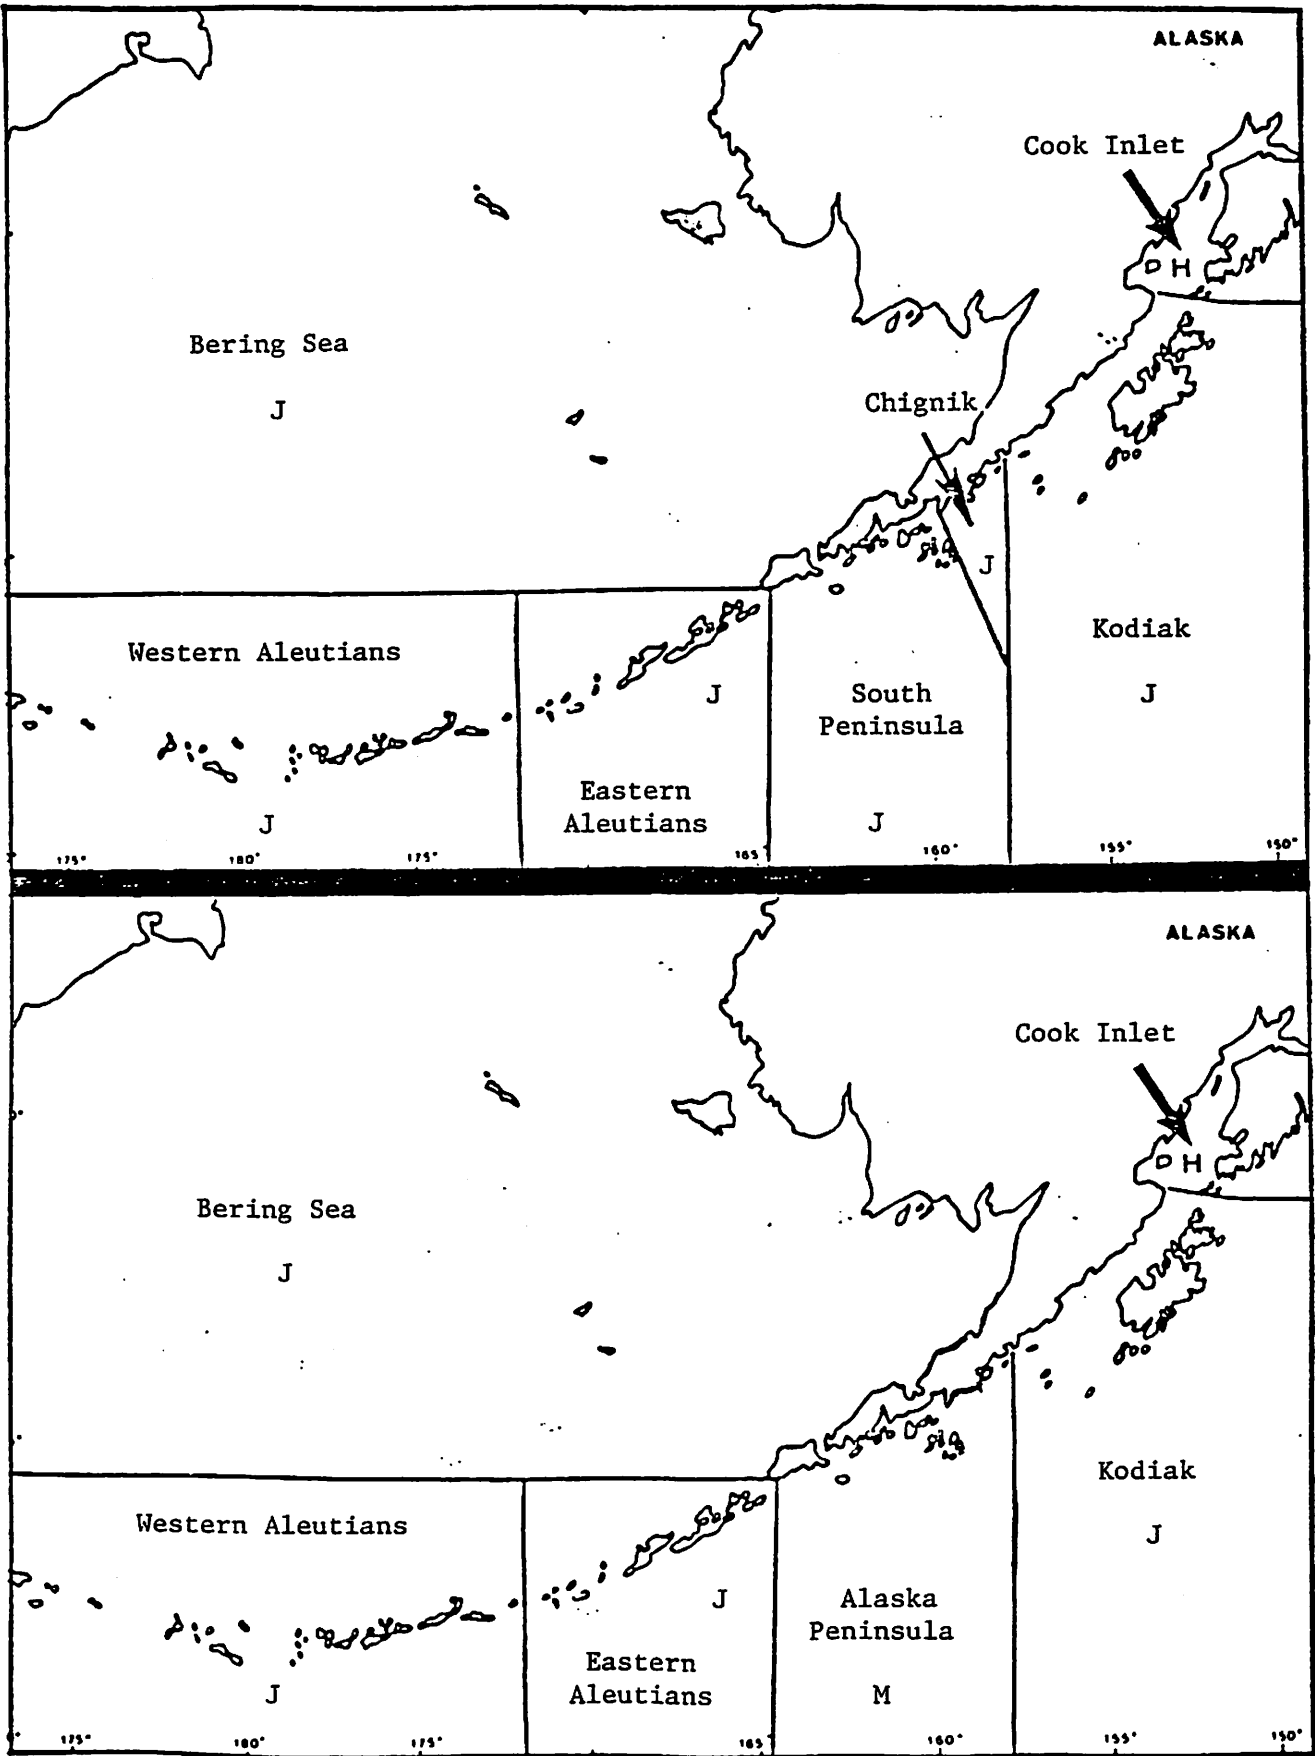 ALASKA
Cook Inlet
D H
Bering Sea
J
Chignik
J
Western Aleutians
Kodiak
J
South
Peninsula
J
J
Eastern
Aleutians
J
175° 180° 175° 165 160° 155° 150°
ALASKA
Cook Inlet
D H
Bering Sea
J
Kodiak
J
Western Aleutians
J
Alaska
Peninsula
M
Eastern
Aleutians
J
175° 180° 175° 165 160° 155° 150°